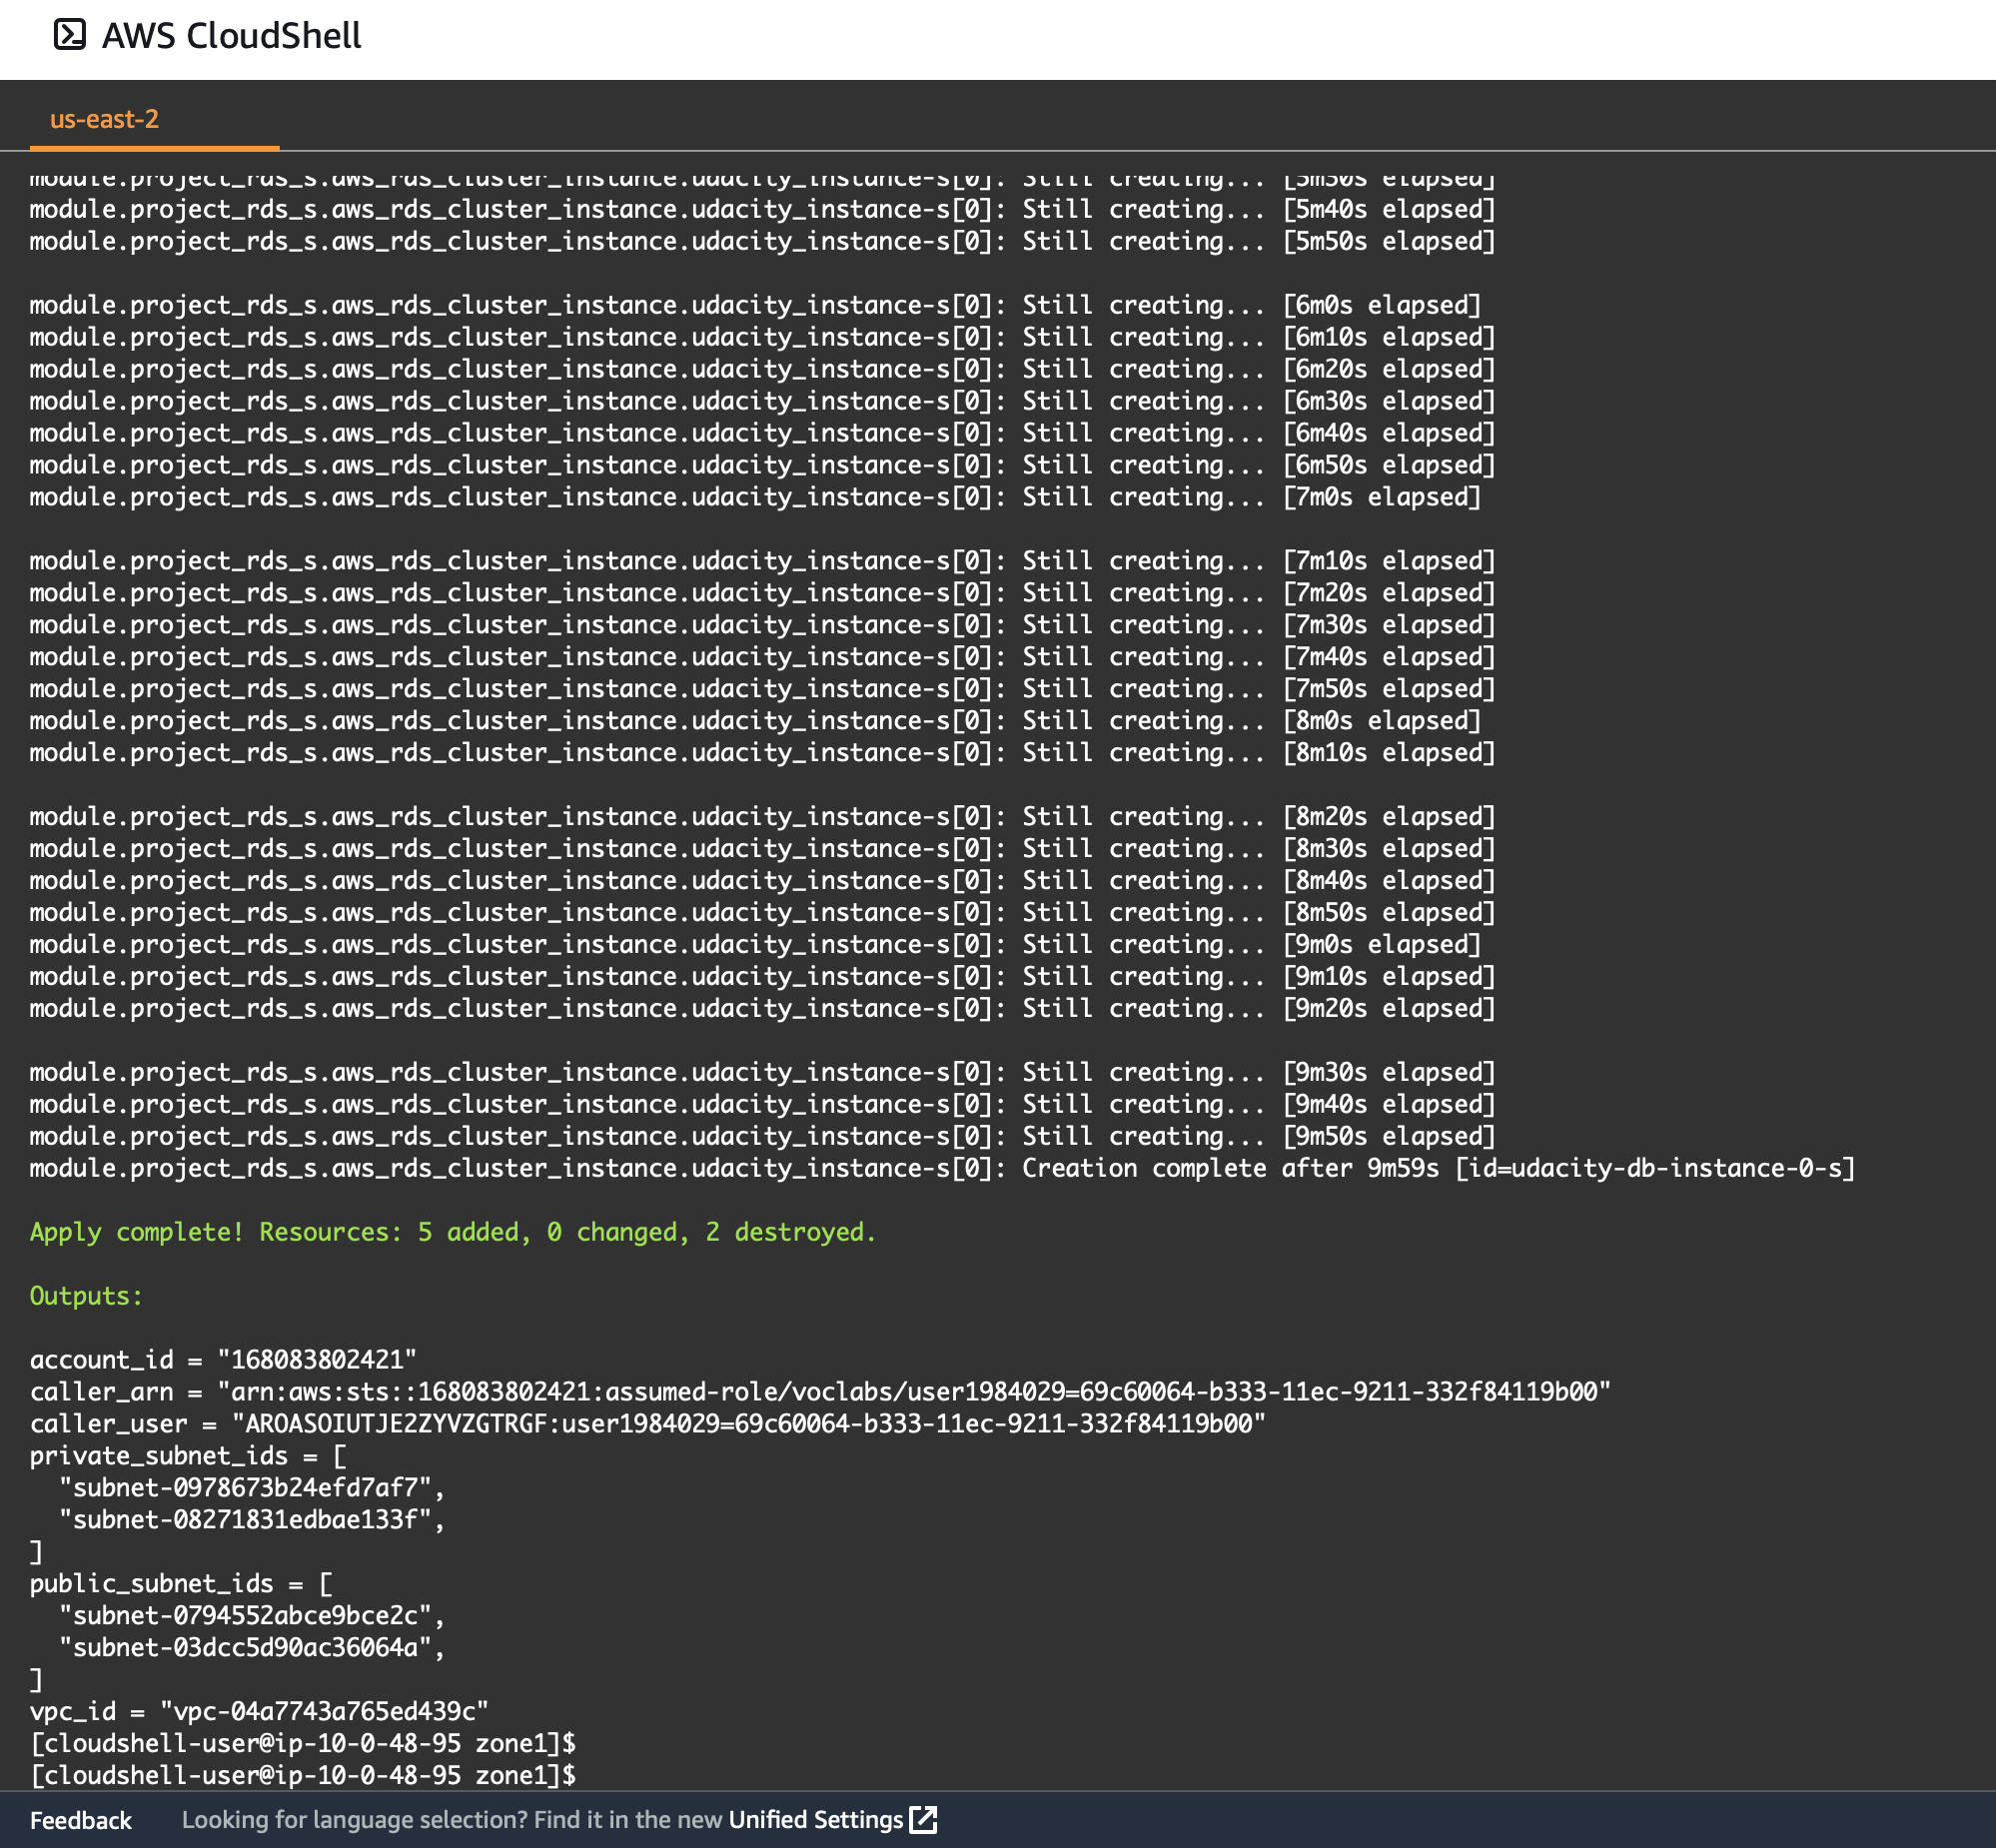 AWS CloudShell
us-east-2
module.project_rds_s.aws_rds_cluster_instance.udacity_instance-s[0]: Still creating... [5m30s elapsed]
module.project_rds_s.aws_rds_cluster_instance.udacity_instance-s[0]: Still creating... [5m40s elapsed]
module.project_rds_s.aws_rds_cluster_instance.udacity_instance-s[0]: Still creating... [5m50s elapsed]
module.project_rds_s.aws_rds_cluster_instance.udacity_instance-s[0]: Still creating... [6m0s elapsed]
module.project_rds_s.aws_rds_cluster_instance.udacity_instance-s[0]: Still creating... [6m10s elapsed]
module.project_rds_s.aws_rds_cluster_instance.udacity_instance-s[0]: Still creating... [6m20s elapsed]
module.project_rds_s.aws_rds_cluster_instance.udacity_instance-s[0]: Still creating... [6m30s elapsed]
module.project_rds_s.aws_rds_cluster_instance.udacity_instance-s[0]: Still creating... [6m40s elapsed]
module.project_rds_s.aws_rds_cluster_instance.udacity_instance-s[0]: Still creating... [6m50s elapsed]
module.project_rds_s.aws_rds_cluster_instance.udacity_instance-s[0]: Still creating... [7m0s elapsed]
module.project_rds_s.aws_rds_cluster_instance.udacity_instance-s[0]: Still creating... [7m10s elapsed]
module.project_rds_s.aws_rds_cluster_instance.udacity_instance-s[0]: Still creating... [7m20s elapsed]
module.project_rds_s.aws_rds_cluster_instance.udacity_instance-s[0]: Still creating... [7m30s elapsed]
module.project_rds_s.aws_rds_cluster_instance.udacity_instance-s[0]: Still creating... [7m40s elapsed]
module.project_rds_s.aws_rds_cluster_instance.udacity_instance-s[0]: Still creating... [7m50s elapsed]
module.project_rds_s.aws_rds_cluster_instance.udacity_instance-s[0]: Still creating... [8m0s elapsed]
module.project_rds_s.aws_rds_cluster_instance.udacity_instance-s[0]: Still creating... [8m10s elapsed]
module.project_rds_s.aws_rds_cluster_instance.udacity_instance-s[0]: Still creating... [8m20s elapsed]
module.project_rds_s.aws_rds_cluster_instance.udacity_instance-s[0]: Still creating... [8m30s elapsed]
module.project_rds_s.aws_rds_cluster_instance.udacity_instance-s[0]: Still creating... [8m40s elapsed]
module.project_rds_s.aws_rds_cluster_instance.udacity_instance-s[0]: Still creating... [8m50s elapsed]
module.project_rds_s.aws_rds_cluster_instance.udacity_instance-s[0]: Still creating... [9m0s elapsed]
module.project_rds_s.aws_rds_cluster_instance.udacity_instance-s[0]: Still creating... [9m10s elapsed]
module.project_rds_s.aws_rds_cluster_instance.udacity_instance-s[0]: Still creating... [9m20s elapsed]
module.project_rds_s.aws_rds_cluster_instance.udacity_instance-s[0]: Still creating... [9m30s elapsed]
module.project_rds_s.aws_rds_cluster_instance.udacity_instance-s[0]: Still creating... [9m40s elapsed]
module.project_rds_s.aws_rds_cluster_instance.udacity_instance-s[0]: Still creating... [9m50s elapsed]
module.project_rds_s.aws_rds_cluster_instance.udacity_instance-s[0]: Creation complete after 9m59s [id=udacity-db-instance-0-s]
Apply complete! Resources: 5 added, 0 changed, 2 destroyed.
Outputs:
account_id = "168083802421"
caller_arn = "arn:aws:sts::168083802421:assumed-role/voclabs/user1984029=69c60064-b333-11ec-9211-332f84119b00"
caller_user = "AROASOIUTJE2ZYVZGTRGF:user1984029=69c60064-b333-11ec-9211-332f84119b00"
private_subnet_ids = [
"subnet-0978673b24efd7af7",
"subnet-08271831edbae133f",
]
public_subnet_ids = [
"subnet-0794552abce9bce2c",
"subnet-03dcc5d90ac36064a",
]
vpc_id = "vpc-04a7743a765ed439c"
[cloudshell-user@ip-10-0-48-95 zone1]$
[cloudshell-user@ip-10-0-48-95 zone1]$
Feedback Looking for language selection? Find it in the new Unified Settings